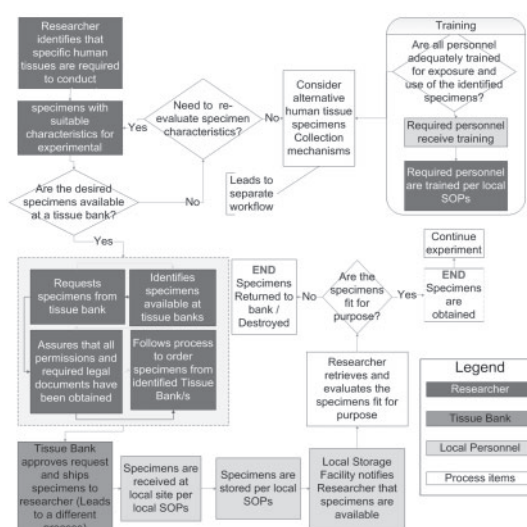 Researcher
identifies that
specific human
tissues are required
to conduct
specimens with
suitable characteristics for
experimental
Yes
Need to re-
evaluate specimen
characteristics?
No
Consider
alternative
human tissue
specimens
Collection
mechanisms
Leads to
separate
workflow
Training
Are all personnel
adequately trained
for exposure and
use of the identified
specimens?
Required personnel
receive training
Required personnel
are trained per local
SOPs
Are the desired
specimens available
at a tissue bank?
No
Yes
Requests
specimens from
tissue bank
Identifies
specimens
available at
tissue banks
Assures that all
permissions and
required legal
documents have
been obtained
Follows process
to order
specimens from
identified Tissue
Bank/s
END
Specimens
Returned to
bank /
Destroyed
No
Are the
specimens
fit for
purpose?
Yes
Continue
experiment
END
Specimens
are
obtained
Researcher
retrieves and
evaluates the
specimens fit for
purpose
Legend
Researcher
Tissue Bank
Local Personnel
Process items
Tissue Bank
approves request
and ships
specimens to
researcher (Leads
to a different
Specimens are
received at
local site per
local SOPs
Specimens are
stored per local
SOPs
Local Storage
Facility notifies
Researcher that
specimens are
available